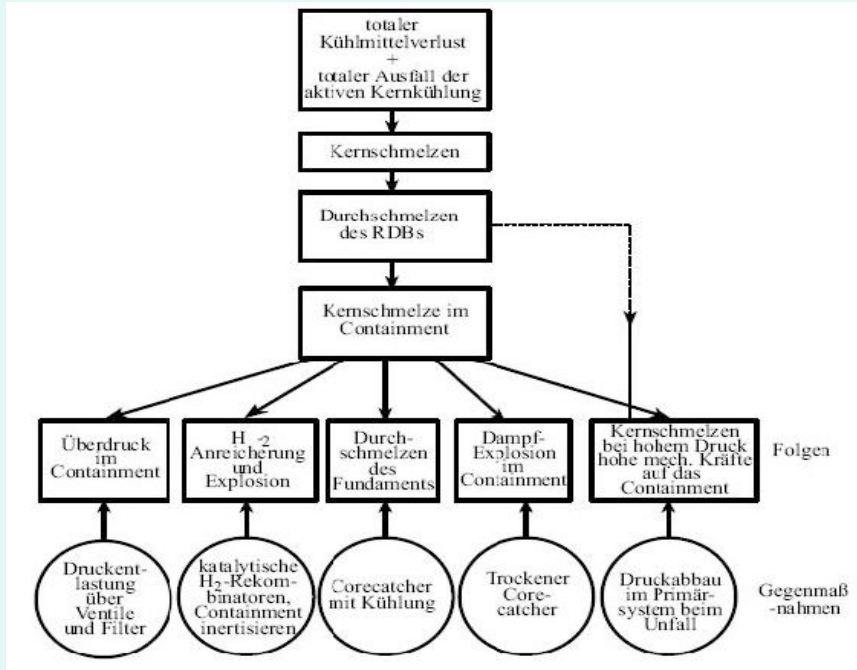 totaler
Kühlmittelverlust
+
totaler Ausfall der
aktiven Kernkühlung
Kernschmelzen
Durchschmelzen
des RDBs
Kernschmelze im
Containment
Überdruck
im
Containment
H -2
Anreicherung
und
Explosion
Durch-
schmelzen
des
Fundaments
Dampf-
Explosion
im
Containment
Kernschmelzen
bei hohem Druck
hohe mech. Kräfte
auf das
Containment
Folgen
Druckent-
lastung
über
Ventile
und Filter
katalytische
H2-Rekom-
binatoren,
Containment
inertisieren
Corecatcher
mit Kühlung
Trockener
Core-
catcher
Druckabbau
im Primär-
system beim
Unfall
Gegenmaß
-nahmen